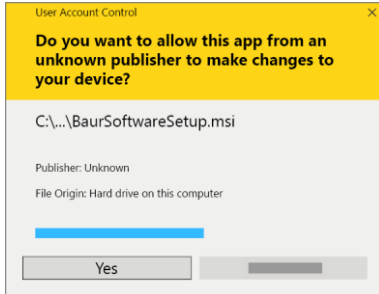 User Account Control
Do you want to allow this app from an
unknown publisher to make changes to
your device?
C:\...\BaurSoftwareSetup.msi
Publisher: Unknown
File Origin: Hard drive on this computer
Yes